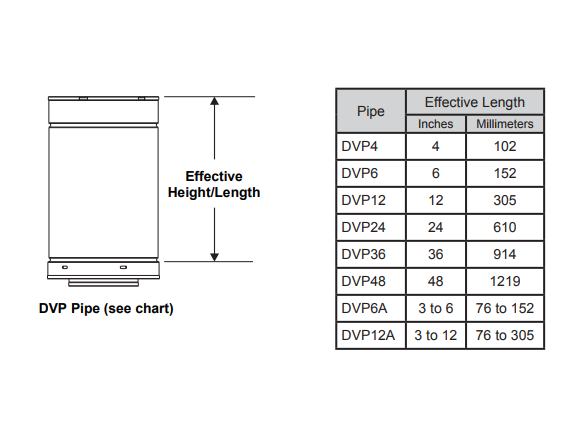 Effective
Height/Length
DVP Pipe (see chart)
Pipe Effective Length
Inches Millimeters
DVP4 4 102
DVP6 6 152
DVP12 12 305
DVP24 24 610
DVP36 36 914
DVP48 48 1219
DVP6A 3 to 6 76 to 152
DVP12A 3 to 12 76 to 305